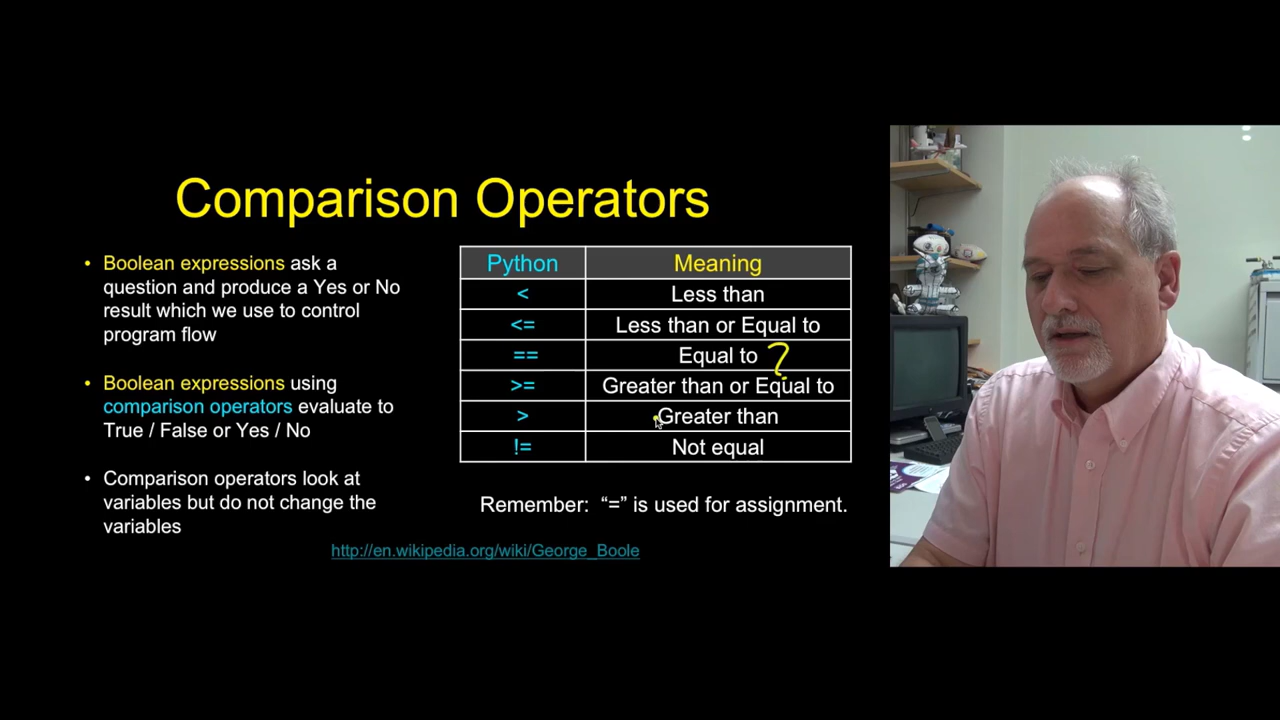 Comparison Operators
• Boolean expressions ask a
question and produce a Yes or No
result which we use to control
program flow
• Boolean expressions using
comparison operators evaluate to
True / False or Yes / No
• Comparison operators look at
variables but do not change the
variables
Python Meaning
< Less than
<= Less than or Equal to
== Equal to ?
>= Greater than or Equal to
> Greater than
!= Not equal
Remember: “=” is used for assignment.
http://en.wikipedia.org/wiki/George_Boole